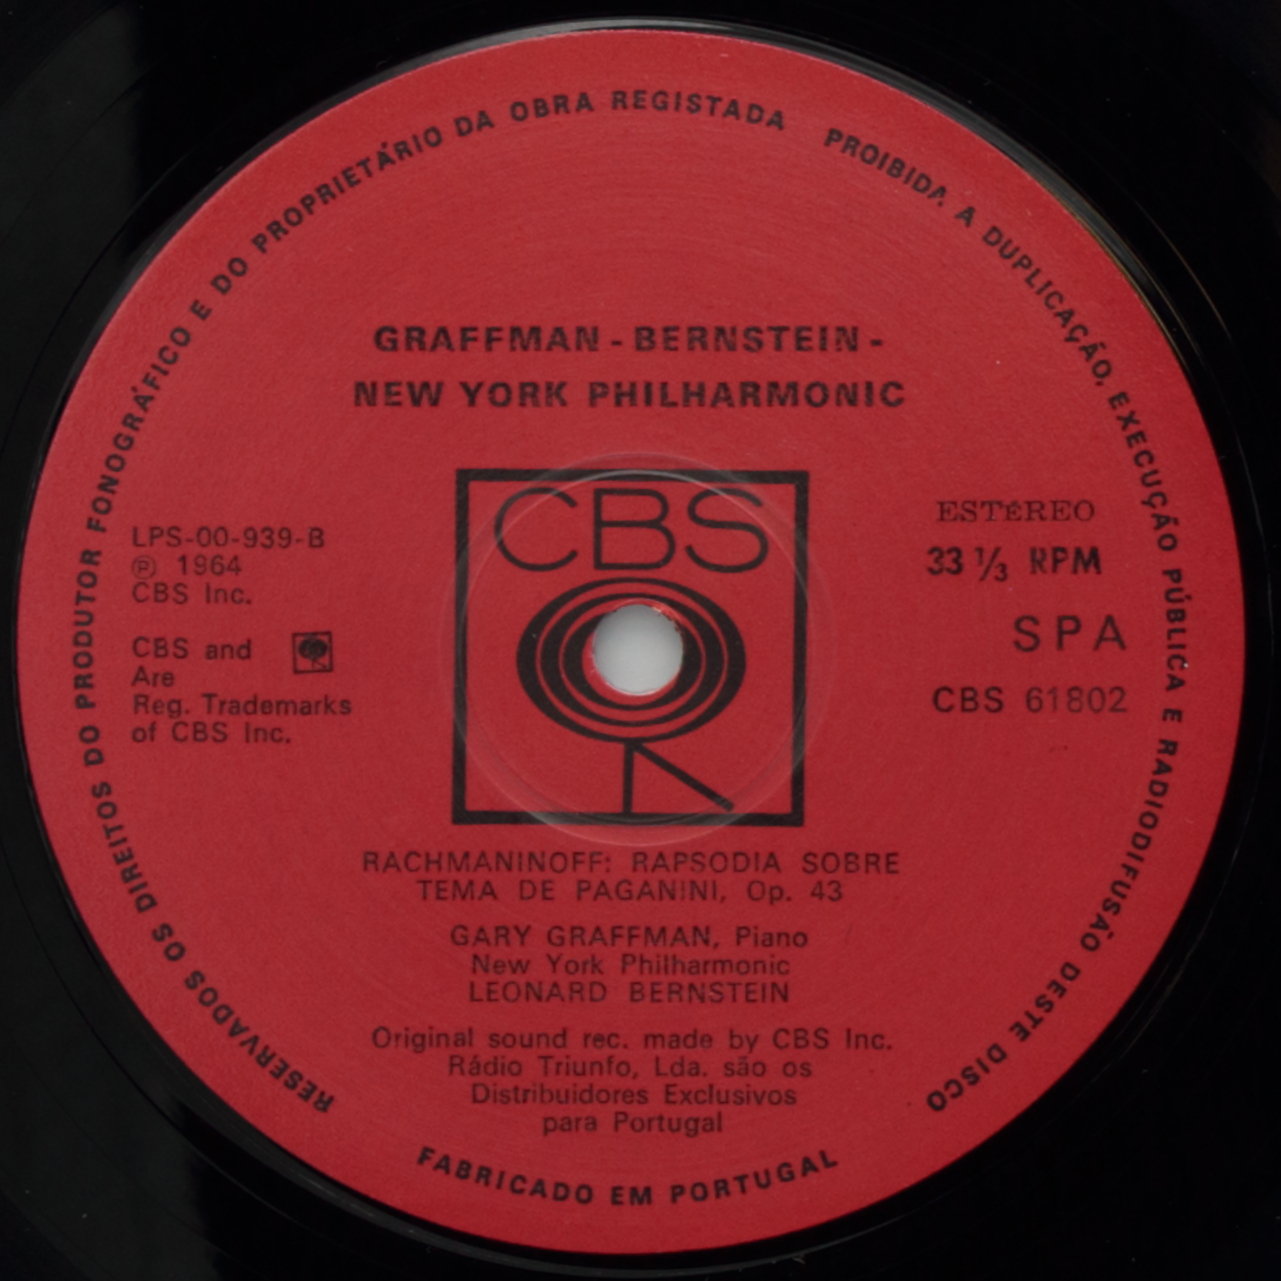 RESERVADOS OS DIREITOS DO PRODUTOR FONOGRÁFICO E DO PROPRIETÁRIO DA OBRA REGISTADA PROIBIDA A DUPLICAÇÃO, EXECUÇÃO PÚBLICA E RADIODIFUSÃO DESTE DISCO
GRAFFMAN - BERNSTEIN -
NEW YORK PHILHARMONIC
CBS
LPS-00-939-B
℗ 1964
CBS Inc.
CBS and
Are
Reg. Trademarks
of CBS Inc.
ESTÉREO
33 ⅓ RPM
SPA
CBS 61802
RACHMANINOFF: RAPSODIA SOBRE
TEMA DE PAGANINI, Op. 43
GARY GRAFFMAN, Piano
New York Philharmonic
LEONARD BERNSTEIN
Original sound rec. made by CBS Inc.
Rádio Triunfo, Lda. são os
Distribuidores Exclusivos
para Portugal
FABRICADO EM PORTUGAL